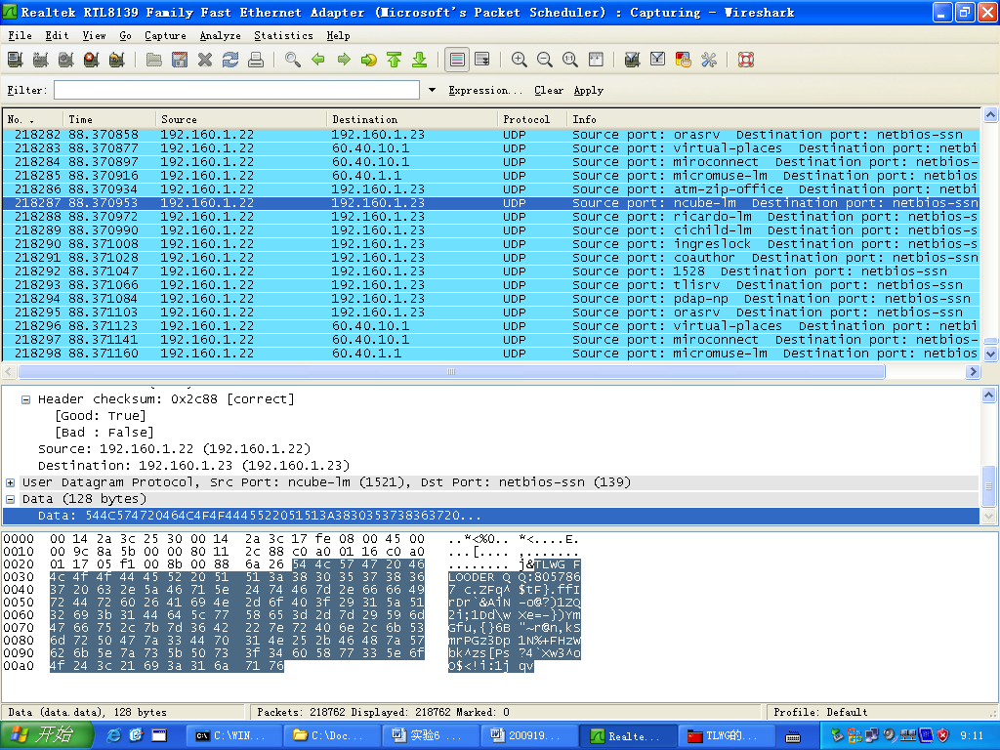 Realtek RTL8139 Family Fast Ethernet Adapter (Microsoft's Packet Scheduler) : Capturing - Wireshark
File Edit View Go Capture Analyze Statistics Help
Filter: Expression... Clear Apply
No. . Time Source Destination Protocol Info
218282 88.370858 192.160.1.22 192.160.1.23 UDP Source port: orasrv Destination port: netbios-ssn
218283 88.370877 192.160.1.22 60.40.10.1 UDP Source port: virtual-places Destination port: netbi
218284 88.370897 192.160.1.22 60.40.10.1 UDP Source port: miroconnect Destination port: netbios-
218285 88.370916 192.160.1.22 60.40.1.1 UDP Source port: micromuse-lm Destination port: netbios
218286 88.370934 192.160.1.22 192.160.1.23 UDP Source port: atm-zip-office Destination port: netbi
218287 88.370953 192.160.1.22 192.160.1.23 UDP Source port: ncube-lm Destination port: netbios-ssn
218288 88.370972 192.160.1.22 192.160.1.23 UDP Source port: ricardo-lm Destination port: netbios-s
218289 88.370990 192.160.1.22 192.160.1.23 UDP Source port: cichild-lm Destination port: netbios-s
218290 88.371008 192.160.1.22 192.160.1.23 UDP Source port: ingreslock Destination port: netbios-s
218291 88.371028 192.160.1.22 192.160.1.23 UDP Source port: coauthor Destination port: netbios-ssn
218292 88.371047 192.160.1.22 192.160.1.23 UDP Source port: 1528 Destination port: netbios-ssn
218293 88.371066 192.160.1.22 192.160.1.23 UDP Source port: tlisrv Destination port: netbios-ssn
218294 88.371084 192.160.1.22 192.160.1.23 UDP Source port: pdap-np Destination port: netbios-ssn
218295 88.371103 192.160.1.22 192.160.1.23 UDP Source port: orasrv Destination port: netbios-ssn
218296 88.371123 192.160.1.22 60.40.10.1 UDP Source port: virtual-places Destination port: netbi
218297 88.371141 192.160.1.22 60.40.10.1 UDP Source port: miroconnect Destination port: netbios-
218298 88.371160 192.160.1.22 60.40.1.1 UDP Source port: micromuse-lm Destination port: netbios
Header checksum: 0x2c88 [correct]
[Good: True]
[Bad : False]
Source: 192.160.1.22 (192.160.1.22)
Destination: 192.160.1.23 (192.160.1.23)
User Datagram Protocol, Src Port: ncube-lm (1521), Dst Port: netbios-ssn (139)
Data (128 bytes)
Data: 544C574720464C4F4F4445522051513A3830353738363720...
0000 00 14 2a 3c 25 30 00 14 2a 3c 17 fe 08 00 45 00 ..*<%0.. *<....E.
0010 00 9c 8a 5b 00 00 80 11 2c 88 c0 a0 01 16 c0 a0 ...[.... ,.......
0020 01 17 05 f1 00 8b 00 88 6a 26 54 4c 57 47 20 46 ........ j&TLWG F
0030 4c 4f 4f 44 45 52 20 51 51 3a 38 30 35 37 38 36 LOODER Q Q:805786
0040 37 20 63 2e 5a 46 71 5e 24 74 46 7d 2e 66 66 49 7 c.ZFq^ $tF}.ffI
0050 72 44 72 60 26 41 69 4e 2d 6f 40 3f 29 31 5a 51 rDr`&AiN -o@?)1ZQ
0060 32 69 3b 31 44 64 5c 77 58 65 3d 2d 7d 29 59 6d 2i;1Dd\w Xe=-})Ym
0070 47 66 75 2c 7b 7d 36 42 22 7e 72 40 6e 2c 6b 53 Gfu,{}6B "~r@n,kS
0080 6d 72 50 47 7a 33 44 70 31 4e 25 2b 46 48 7a 57 mrPGz3Dp 1N%+FHzW
0090 62 6b 5e 7a 73 5b 50 73 3f 34 60 58 77 33 5e 6f bk^zs[Ps ?4`Xw3^o
00a0 4f 24 3c 21 69 3a 31 6a 71 76 O$<!i:1j qv
Data (data.data), 128 bytes Packets: 218762 Displayed: 218762 Marked: 0 Profile: Default
开始 C:\WIN... C:\Doc... 实验6 ... 200919... Realte... TLWG的... 9:11